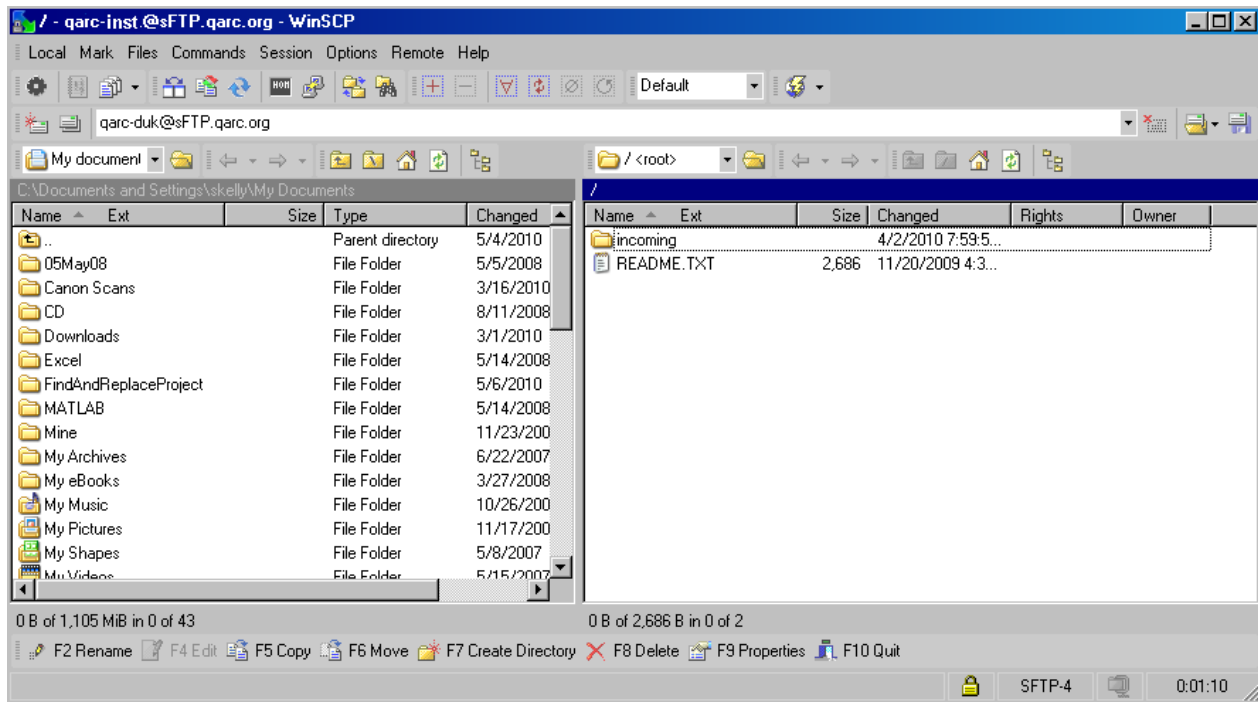 / - qarc-inst.@sFTP.qarc.org - WinSCP
Local Mark Files Commands Session Options Remote Help
Default
qarc-duk@sFTP.qarc.org
My document / <root>
C:\Documents and Settings\skelly\My Documents /
Name Ext Size Type Changed Name Ext Size Changed Rights Owner
.. Parent directory 5/4/2010 incoming 4/2/2010 7:59:5...
05May08 File Folder 5/5/2008 README.TXT 2,686 11/20/2009 4:3...
Canon Scans File Folder 3/16/2010
CD File Folder 8/11/2008
Downloads File Folder 3/1/2010
Excel File Folder 5/14/2008
FindAndReplaceProject File Folder 5/6/2010
MATLAB File Folder 5/14/2008
Mine File Folder 11/23/200
My Archives File Folder 6/22/2007
My eBooks File Folder 3/27/2008
My Music File Folder 10/26/200
My Pictures File Folder 11/17/200
My Shapes File Folder 5/8/2007
My Videos File Folder 5/15/2007
0 B of 1,105 MiB in 0 of 43 0 B of 2,686 B in 0 of 2
F2 Rename F4 Edit F5 Copy F6 Move F7 Create Directory F8 Delete F9 Properties F10 Quit
SFTP-4 0:01:10